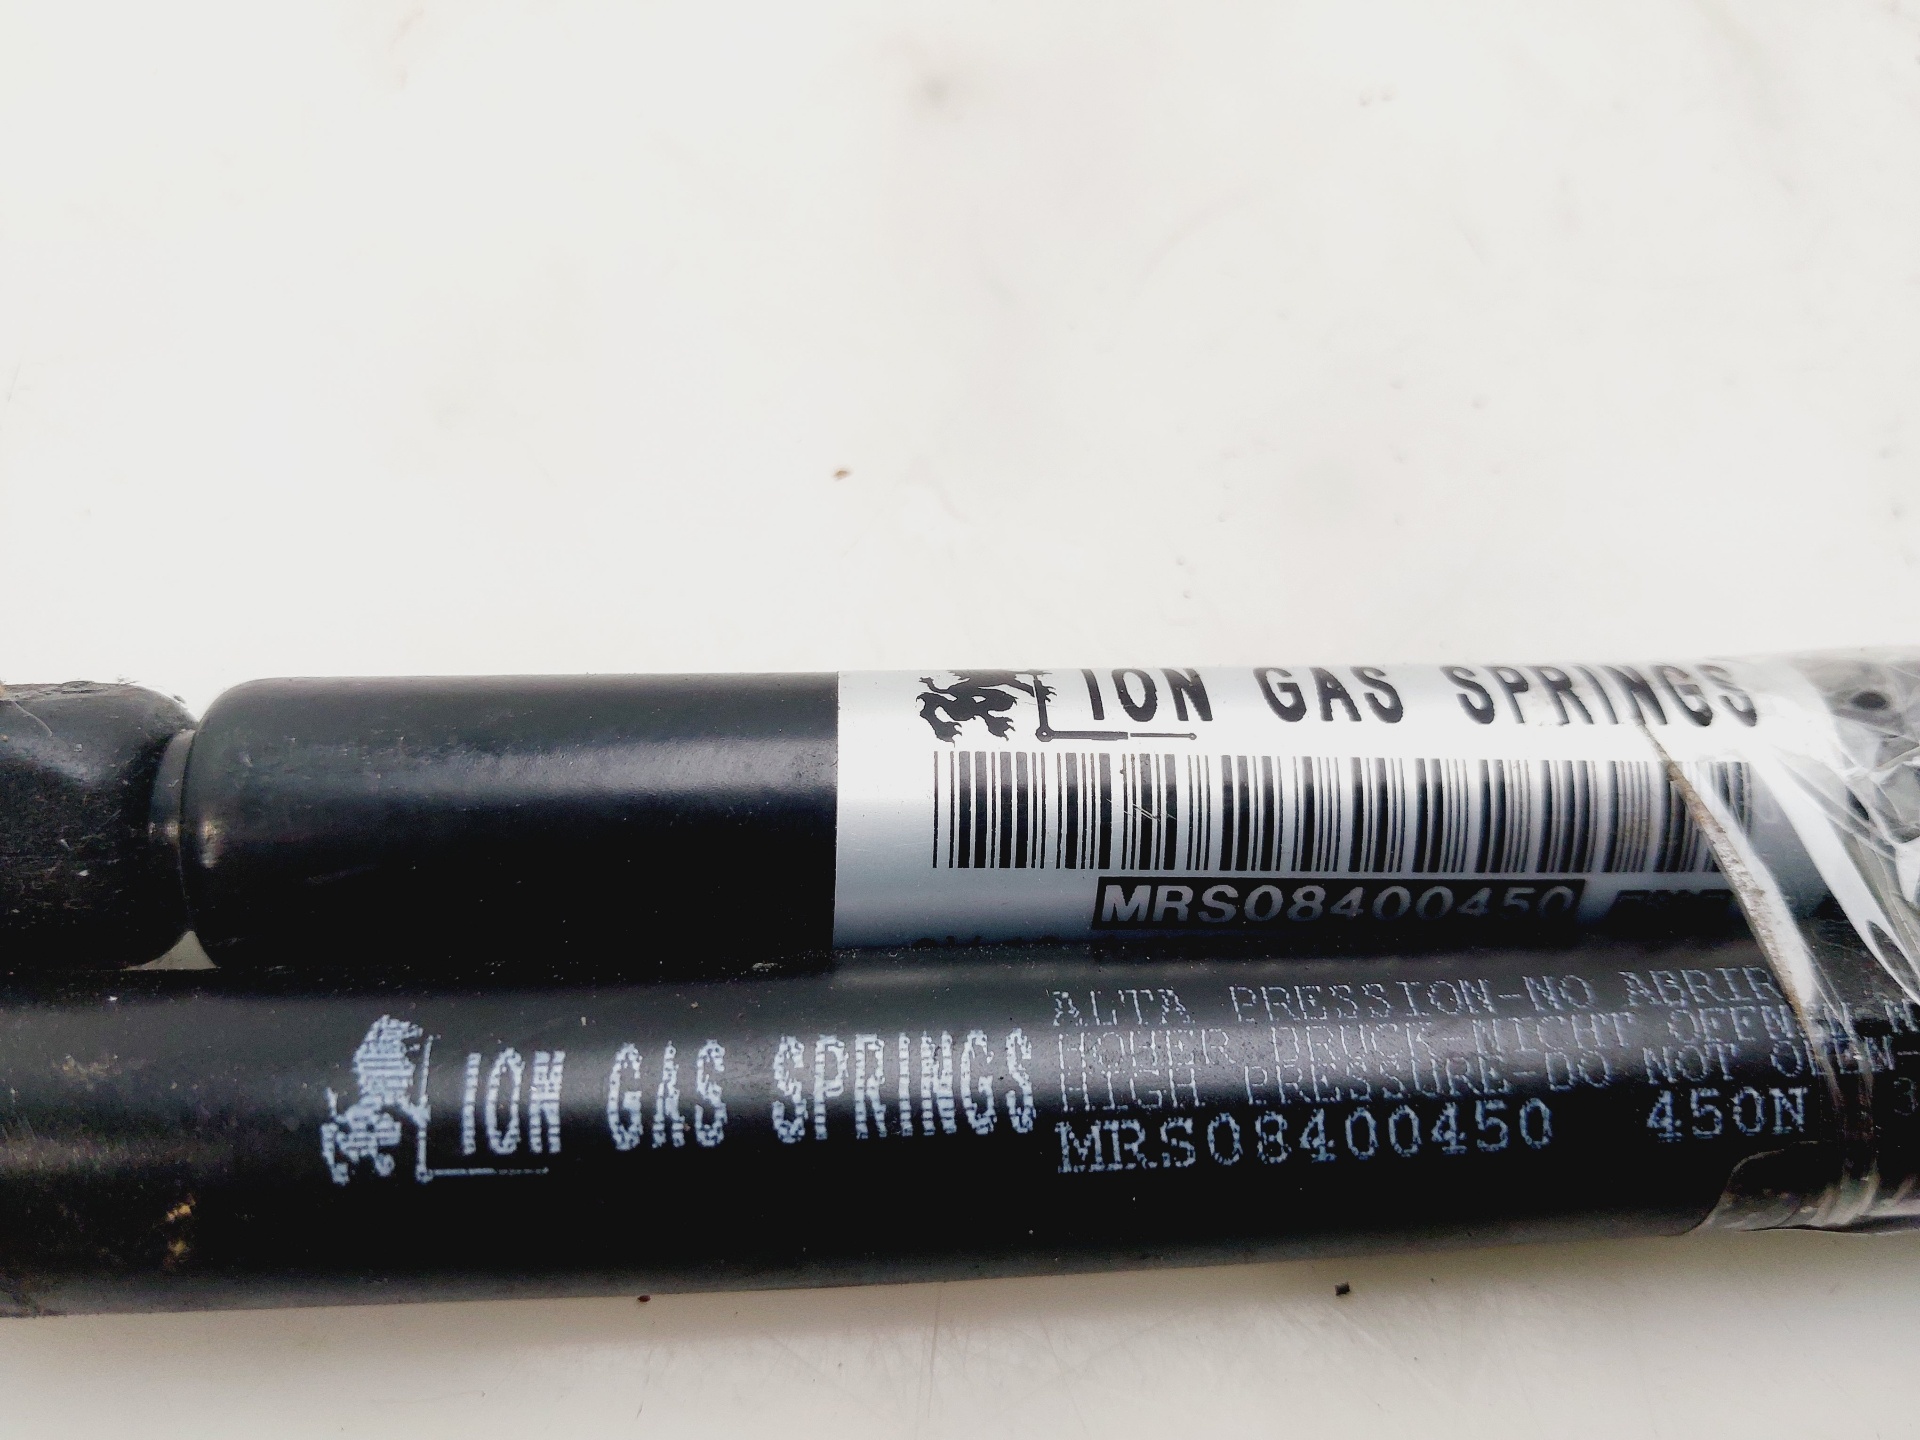 LION GAS SPRINGS
MRS08400450
LION GAS SPRINGS
ALTA PRESSION-NO ABRIR
HOHER DRUCK-NICHT OFFNEN
HIGH PRESSURE-DO NOT OPEN-
MRS08400450 450N